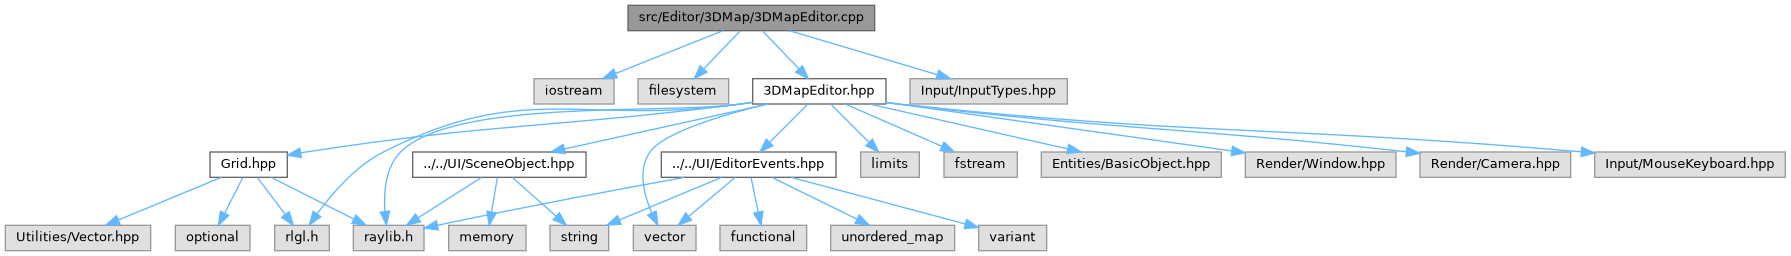 src/Editor/3DMap/3DMapEditor.cpp
iostream
filesystem
3DMapEditor.hpp
Input/InputTypes.hpp
Grid.hpp
../../UI/SceneObject.hpp
../../UI/EditorEvents.hpp
limits
fstream
Entities/BasicObject.hpp
Render/Window.hpp
Render/Camera.hpp
Input/MouseKeyboard.hpp
Utilities/Vector.hpp
optional
rlgl.h
raylib.h
memory
string
vector
functional
unordered_map
variant